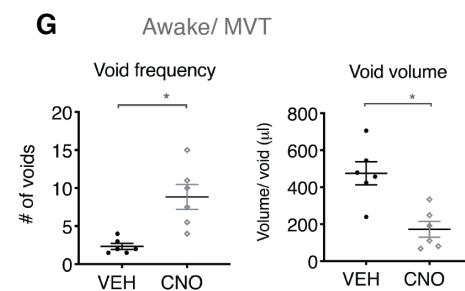 G
Awake/ MVT
Void frequency
*
# of voids
20
15
10
5
0
VEH
CNO
Void volume
*
Volume/ void (µl)
800
600
400
200
0
VEH
CNO